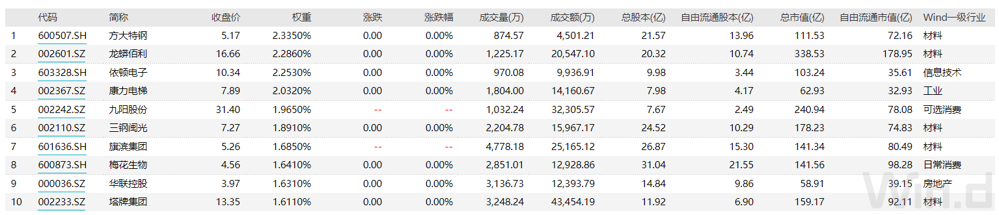 代码 简称 收盘价 权重 涨跌 涨跌幅 成交量(万) 成交额(万) 总股本(亿) 自由流通股本(亿) 总市值(亿) 自由流通市值(亿) Wind一级行业
1 600507.SH 方大特钢 5.17 2.3350% 0.00 0.00% 874.57 4,501.21 21.57 13.96 111.53 72.16 材料
2 002601.SZ 龙蟒佰利 16.66 2.2860% 0.00 0.00% 1,225.17 20,547.10 20.32 10.74 338.53 178.95 材料
3 603328.SH 依顿电子 10.34 2.2530% 0.00 0.00% 970.08 9,936.91 9.98 3.44 103.24 35.61 信息技术
4 002367.SZ 康力电梯 7.89 2.0320% 0.00 0.00% 1,804.00 14,160.67 7.98 4.17 62.93 32.93 工业
5 002242.SZ 九阳股份 31.40 1.9650% -- -- 1,032.24 32,305.57 7.67 2.49 240.94 78.08 可选消费
6 002110.SZ 三钢闽光 7.27 1.8910% 0.00 0.00% 2,204.78 15,967.17 24.52 10.29 178.23 74.83 材料
7 601636.SH 旗滨集团 5.26 1.6850% -- -- 4,778.18 25,165.12 26.87 15.30 141.34 80.49 材料
8 600873.SH 梅花生物 4.56 1.6410% 0.00 0.00% 2,851.01 12,928.86 31.04 21.55 141.56 98.28 日常消费
9 000036.SZ 华联控股 3.97 1.6310% 0.00 0.00% 3,136.73 12,393.79 14.84 9.86 58.91 39.15 房地产
10 002233.SZ 塔牌集团 13.35 1.6110% 0.00 0.00% 3,248.24 43,454.19 11.92 6.90 159.17 92.11 材料
Win.d